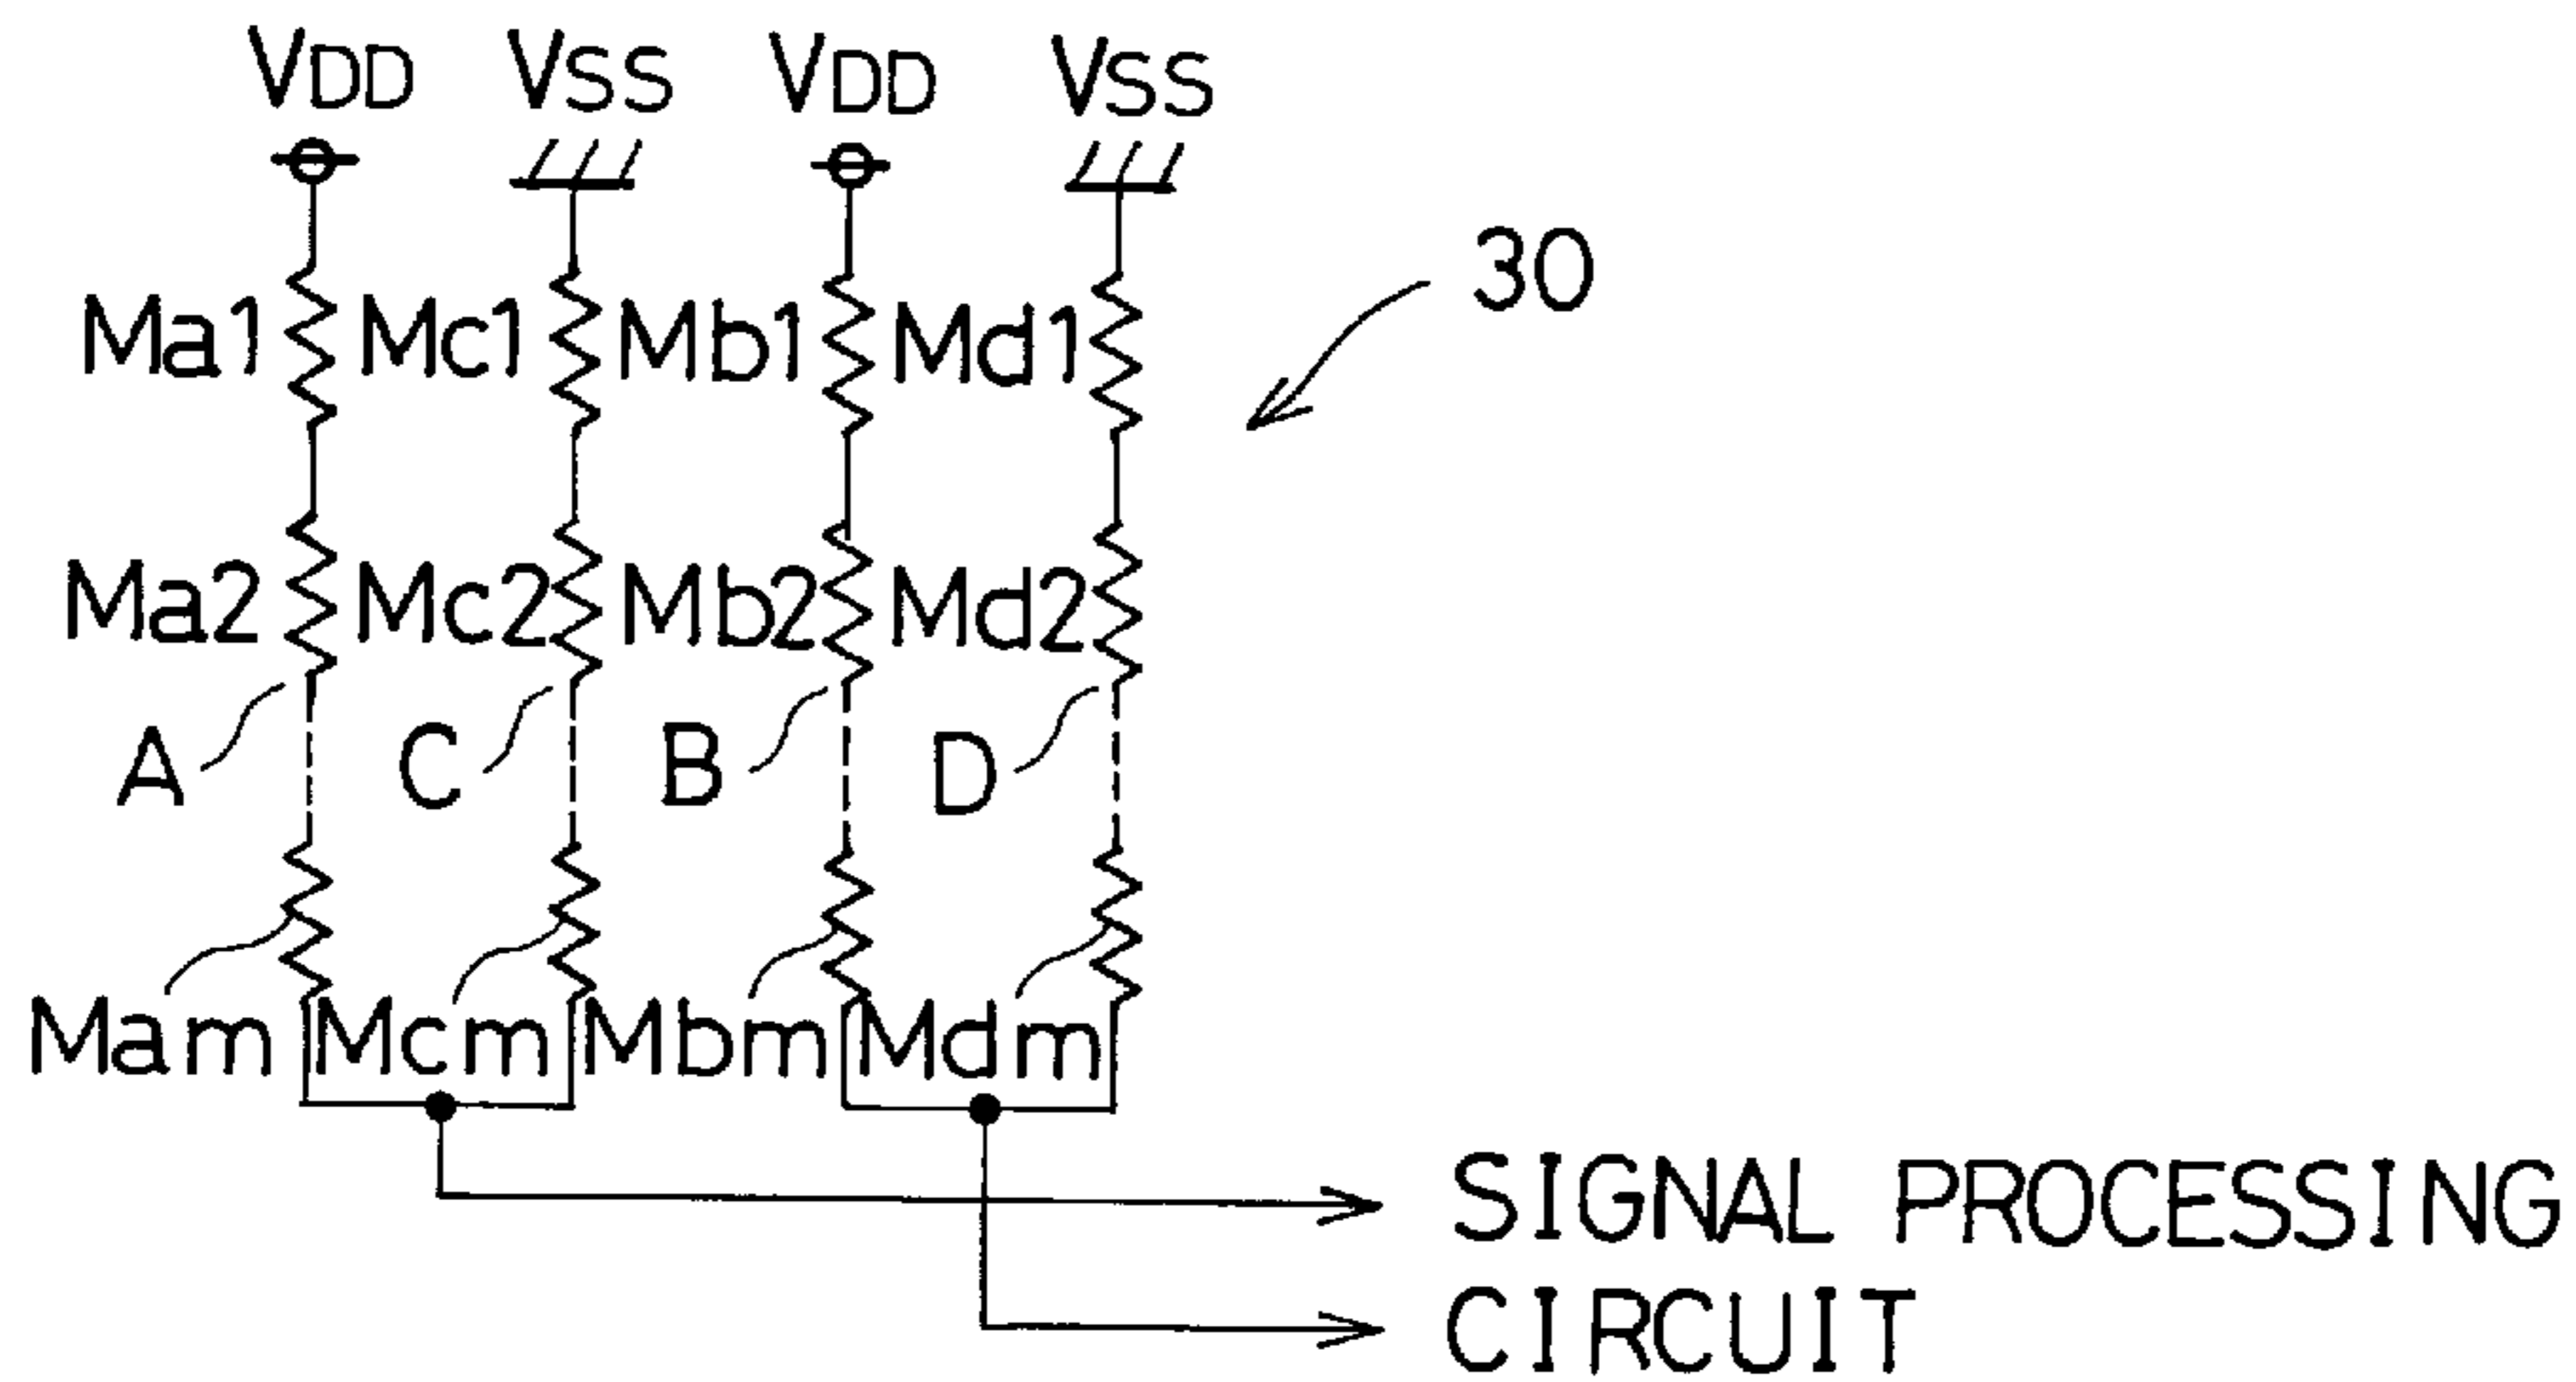 VDD VSS VDD VSS
30
Ma1 Mc1 Mb1 Md1
Ma2 Mc2 Mb2 Md2
A C B D
Mam Mcm Mbm Mdm
SIGNAL PROCESSING
CIRCUIT